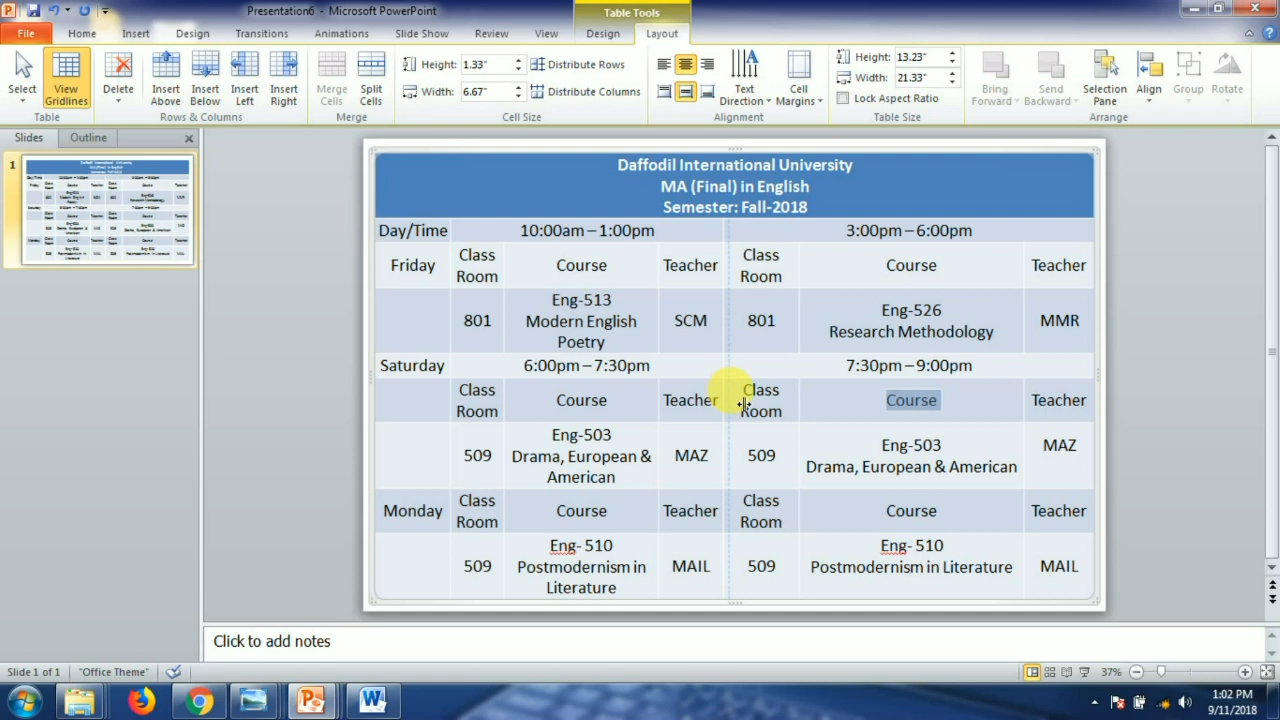 Presentation6 - Microsoft PowerPoint
Table Tools
File
Home
Insert
Design
Transitions
Animations
Slide Show
Review
View
Design
Layout
Select
View Gridlines
Delete
Insert Above
Insert Below
Insert Left
Insert Right
Merge Cells
Split Cells
Height: 1.33"
Width: 6.67"
Distribute Rows
Distribute Columns
Text Direction
Cell Margins
Height: 13.23"
Width: 21.33"
Lock Aspect Ratio
Bring Forward
Send Backward
Selection Pane
Align
Group
Rotate
Table
Rows & Columns
Merge
Cell Size
Alignment
Table Size
Arrange
Slides
Outline
1
Daffodil International University
MA (Final) in English
Semester: Fall-2018
Day/Time 10:00am – 1:00pm 3:00pm – 6:00pm
Friday Class Room Course Teacher Class Room Course Teacher
801 Eng-513 Modern English Poetry SCM 801 Eng-526 Research Methodology MMR
Saturday 6:00pm – 7:30pm 7:30pm – 9:00pm
Class Room Course Teacher Class Room Course Teacher
509 Eng-503 Drama, European & American MAZ 509 Eng-503 Drama, European & American MAZ
Monday Class Room Course Teacher Class Room Course Teacher
509 Eng- 510 Postmodernism in Literature MAIL 509 Eng- 510 Postmodernism in Literature MAIL
Click to add notes
Slide 1 of 1
"Office Theme"
37%
1:02 PM
9/11/2018